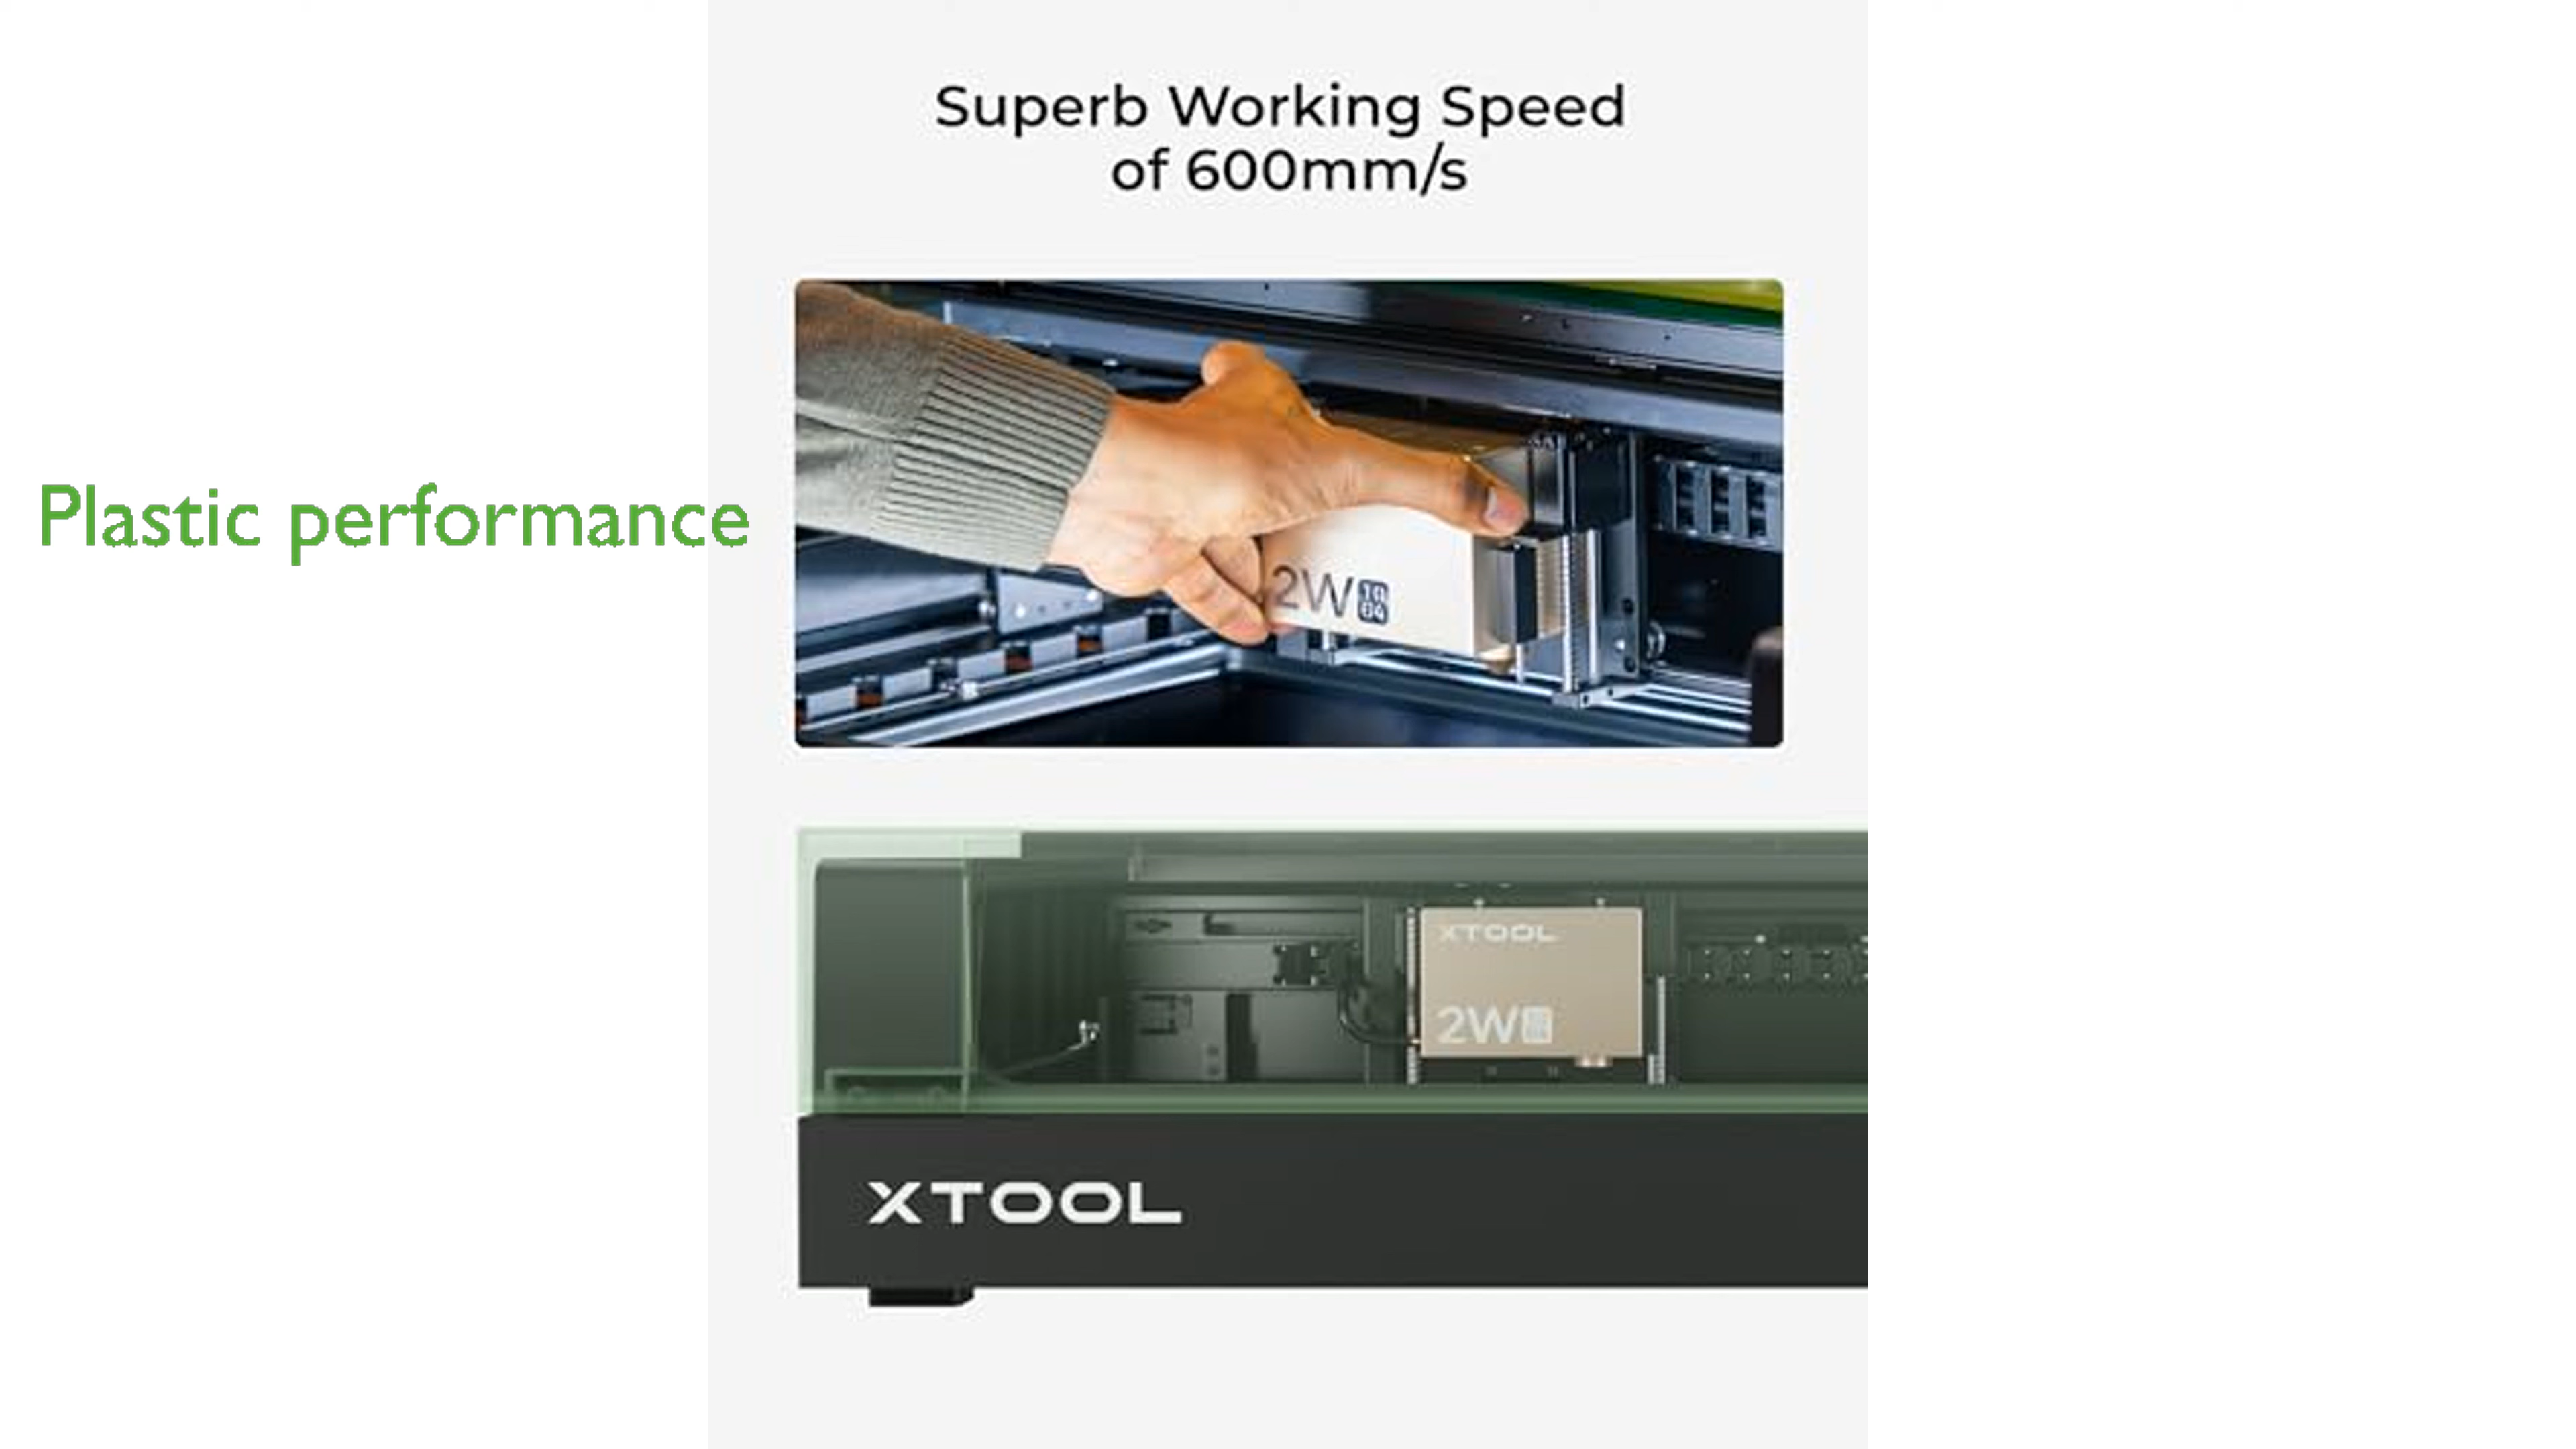 Superb Working Speed
of 600mm/s
Plastic performance
2W
XTOOL
2W
XTOOL